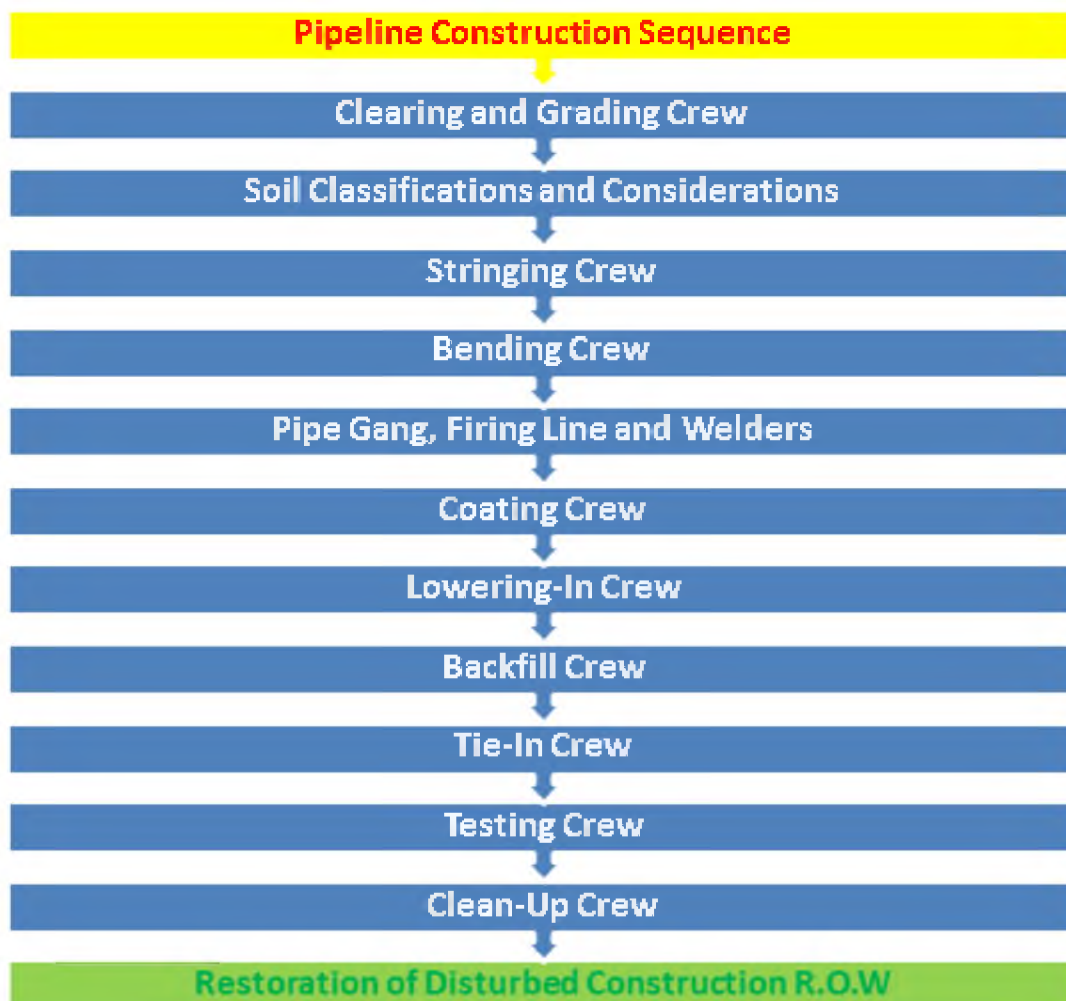 Pipeline Construction Sequence
Clearing and Grading Crew
Soil Classifications and Considerations
Stringing Crew
Bending Crew
Pipe Gang, Firing Line and Welders
Coating Crew
Lowering-In Crew
Backfill Crew
Tie-In Crew
Testing Crew
Clean-Up Crew
Restoration of Disturbed Construction R.O.W